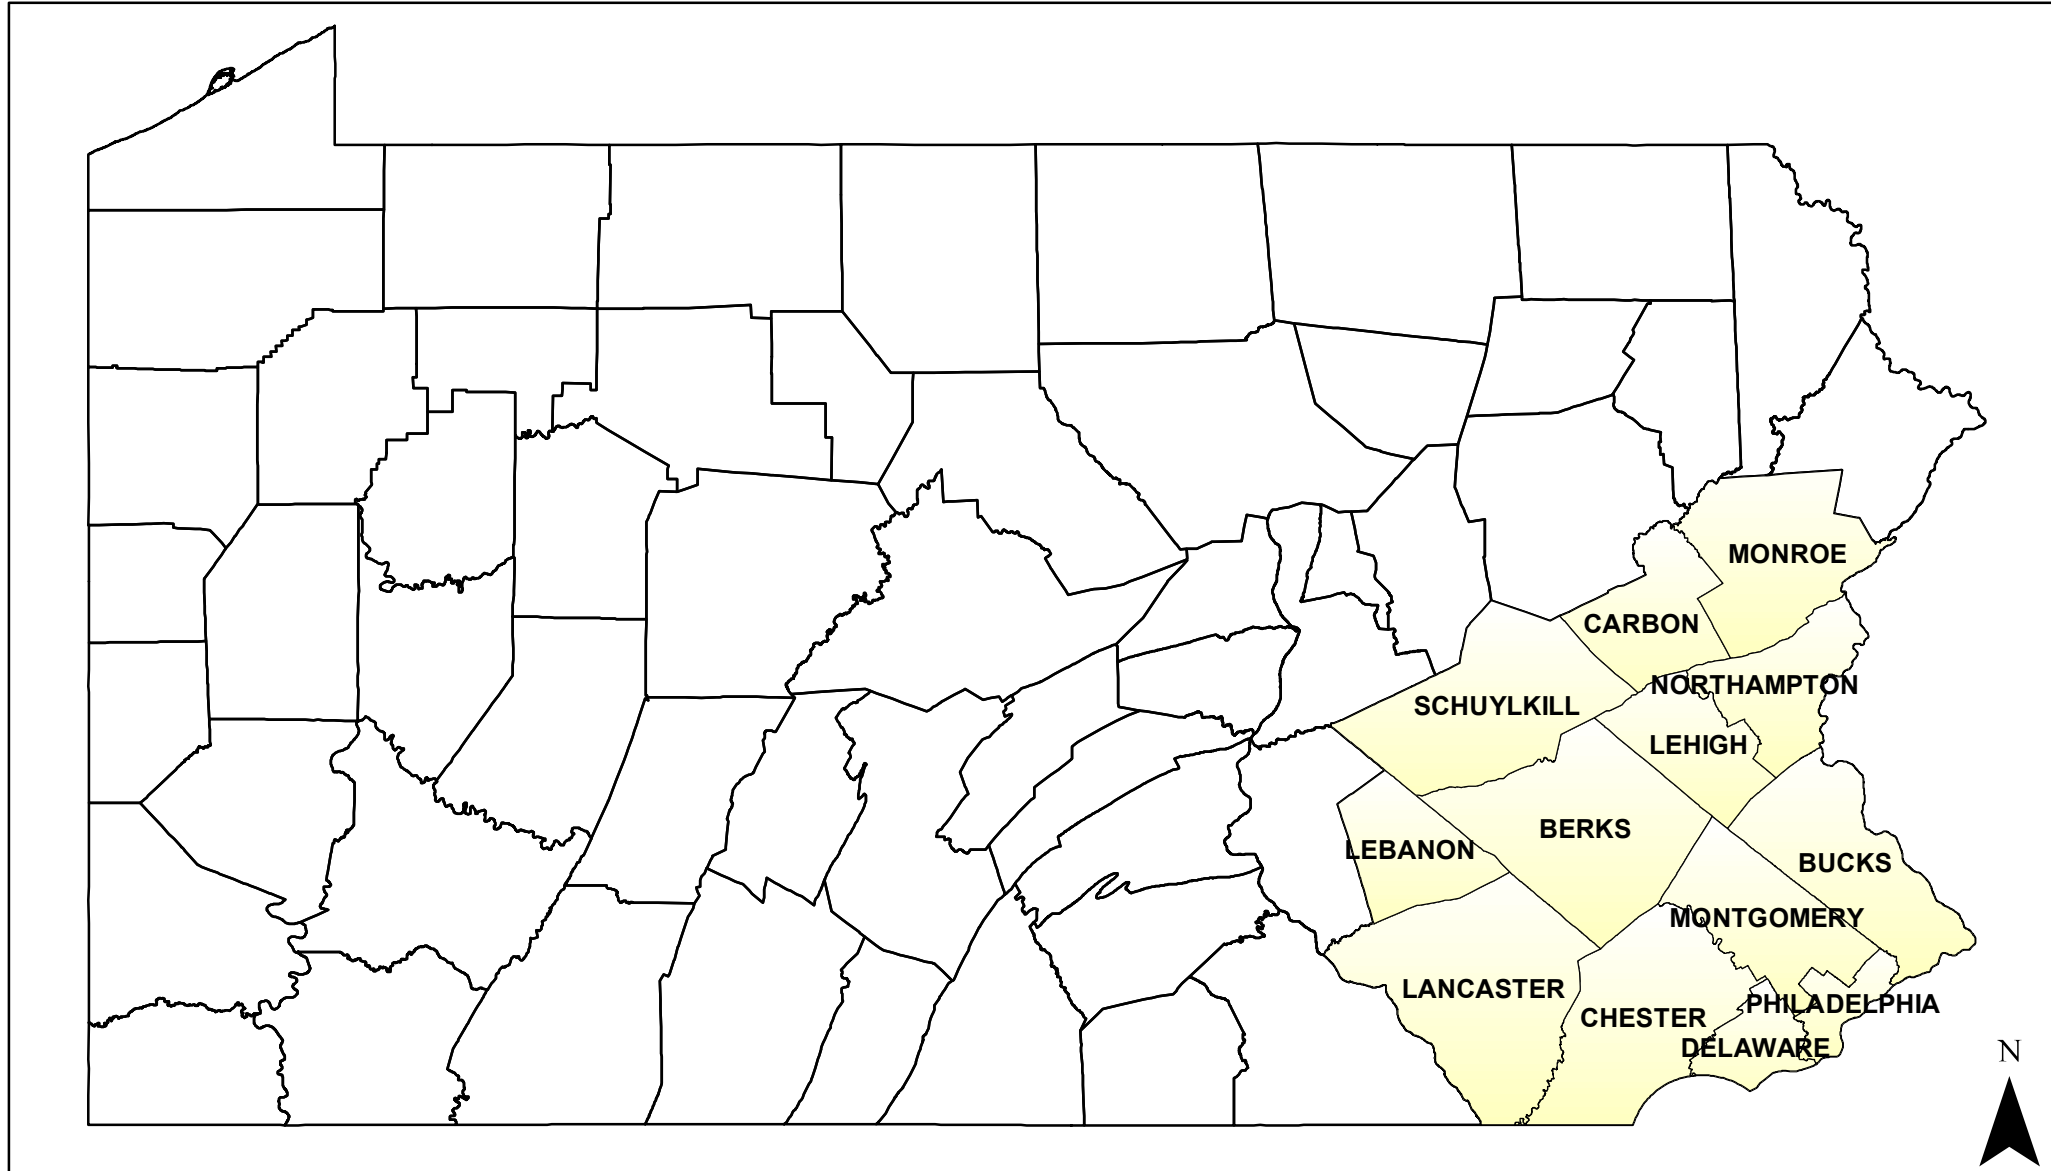 MONROE
CARBON
NORTHAMPTON
SCHUYLKILL
LEHIGH
BERKS
LEBANON
BUCKS
MONTGOMERY
LANCASTER
PHILADELPHIA
CHESTER
DELAWARE
N